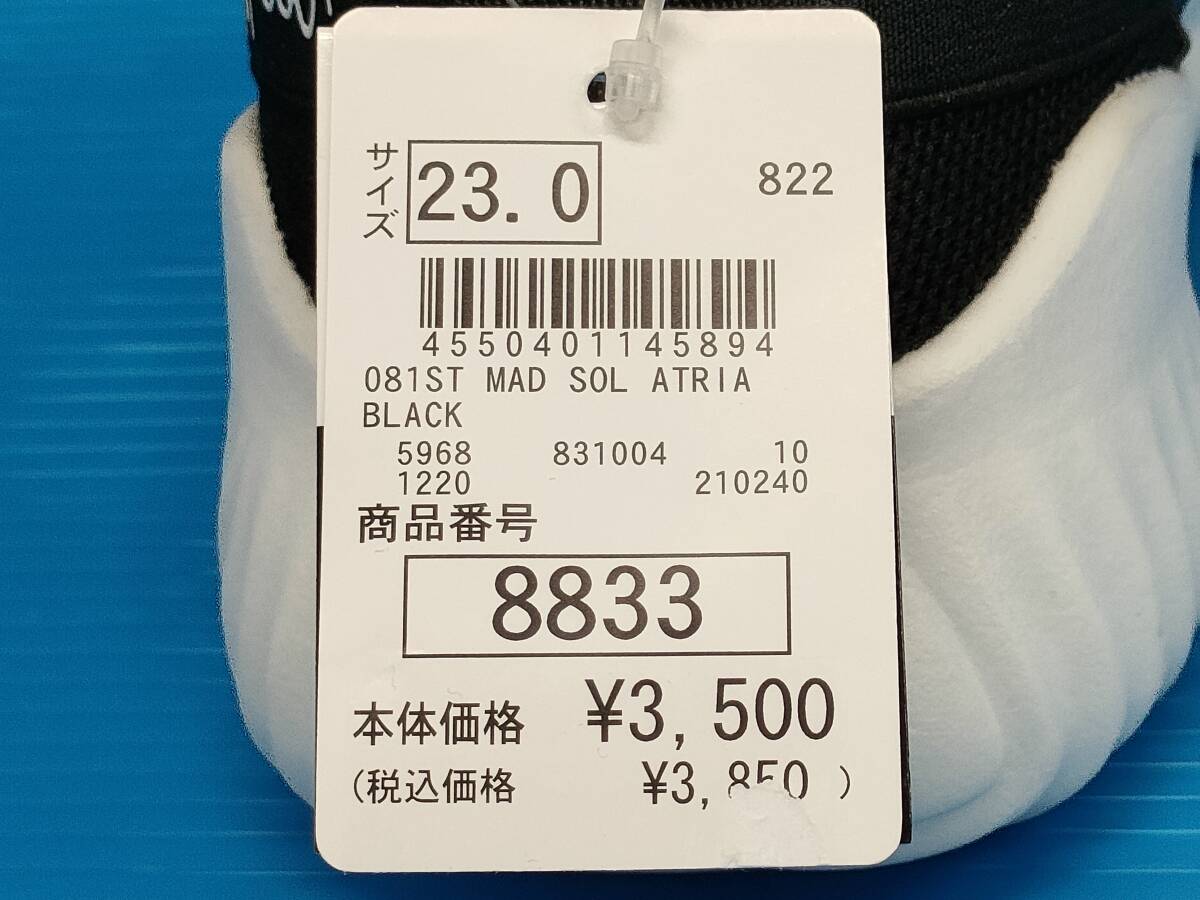 サイズ 23.0 822
4550401145894
081ST MAD SOL ATRIA
BLACK
5968 831004 10
1220 210240
商品番号
8833
本体価格 ¥3,500
(税込価格 ¥3,850 )